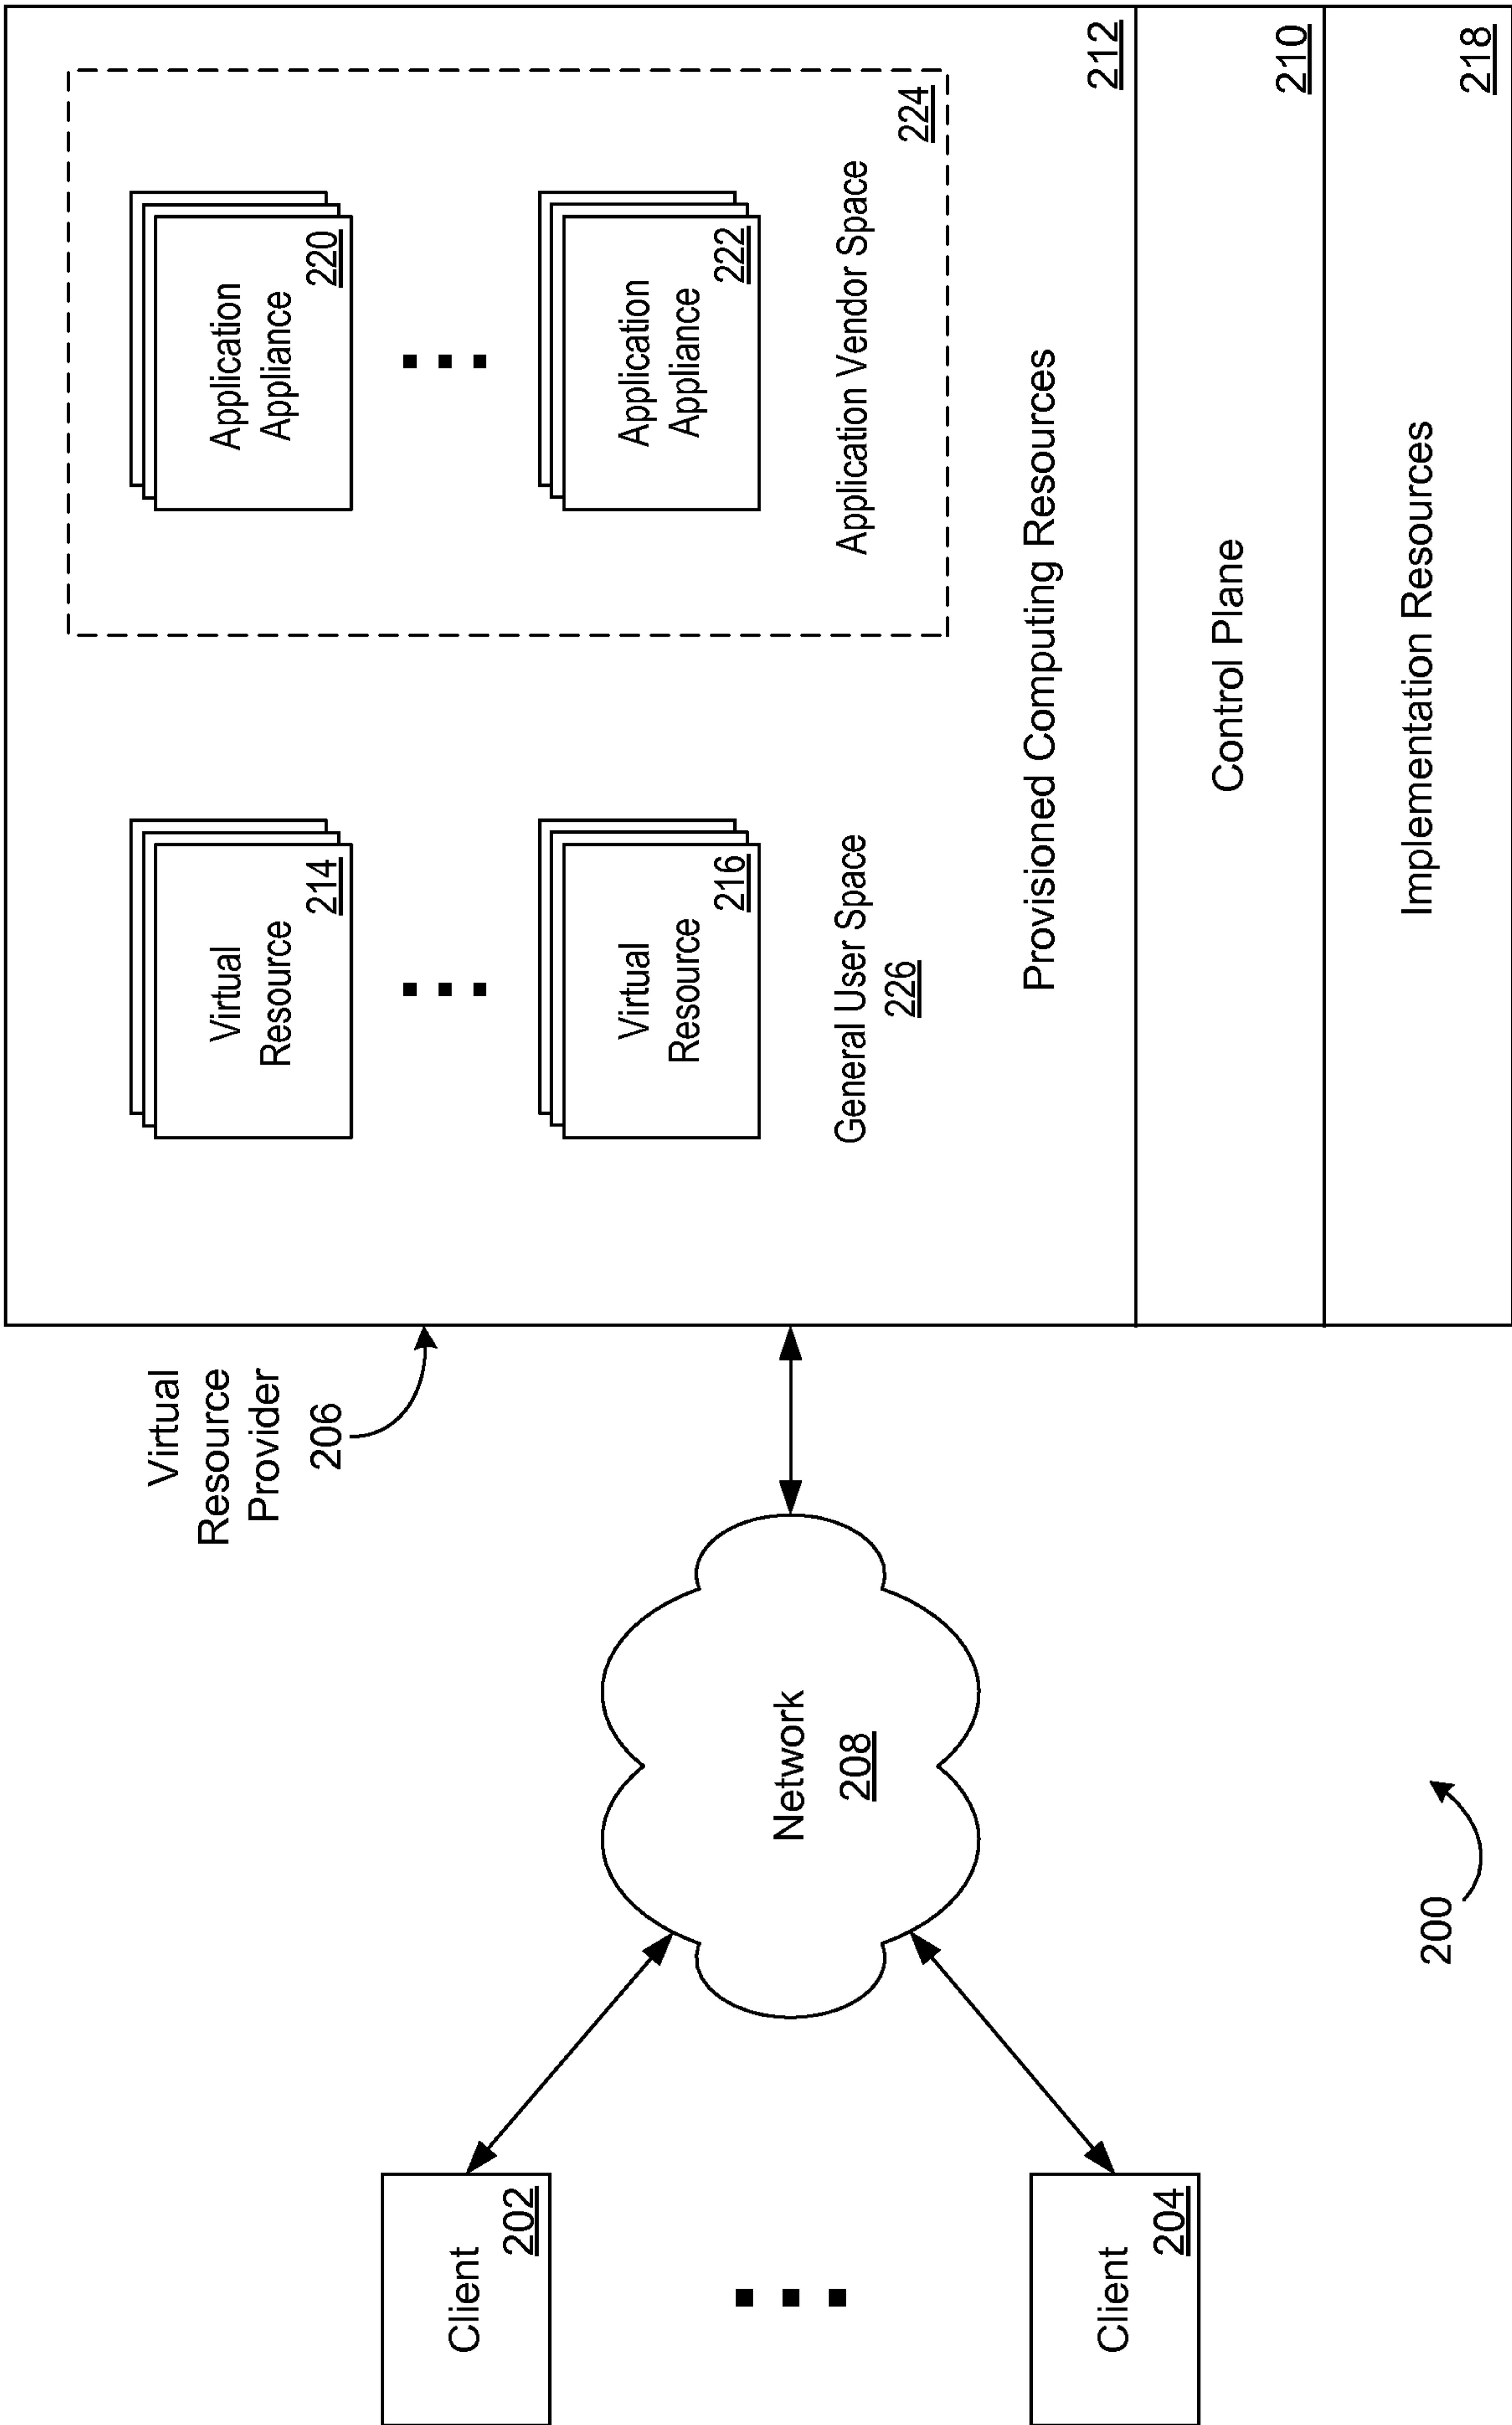 Client
202
Client
204
Network
208
200
Virtual
Resource
Provider
206
Virtual
Resource
214
Virtual
Resource
216
General User Space
226
Application
Appliance
220
Application
Appliance
222
Application Vendor Space
224
Provisioned Computing Resources
212
Control Plane
210
Implementation Resources
218